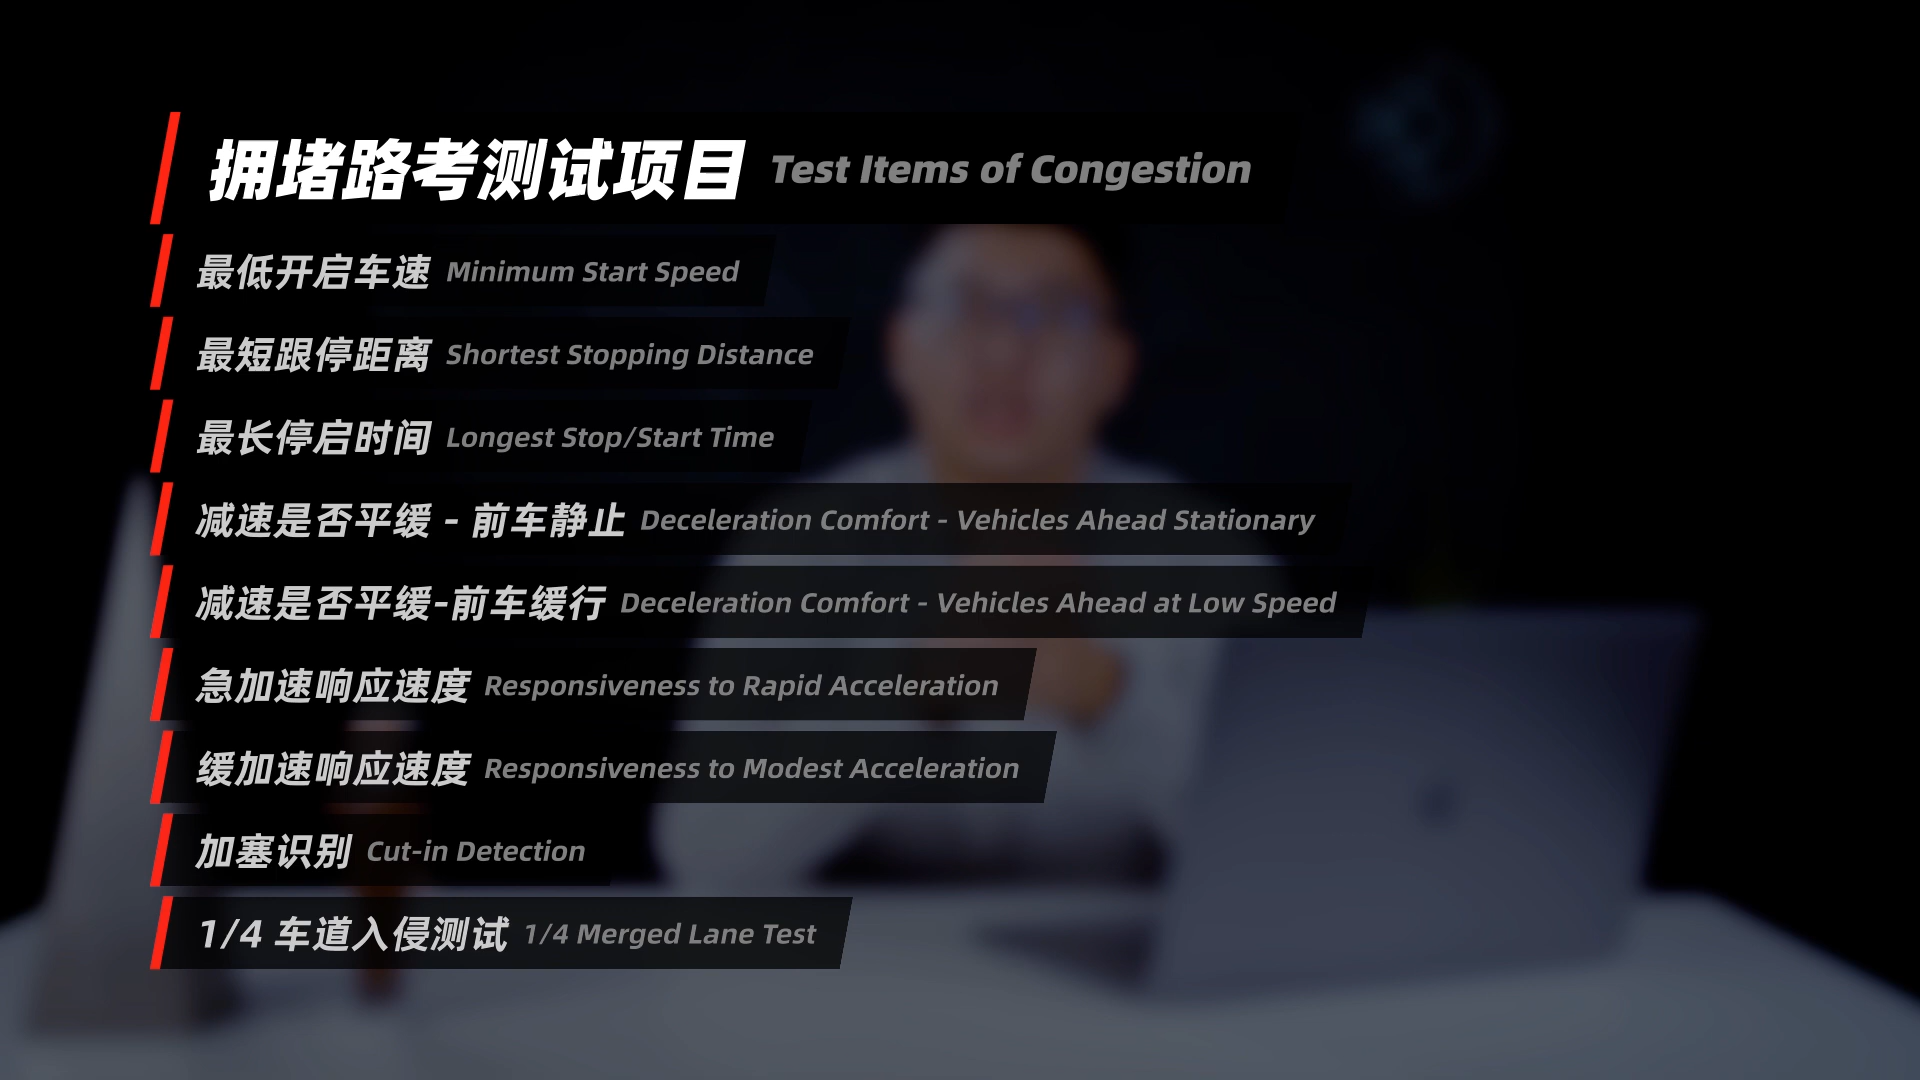 拥堵路考测试项目 Test Items of Congestion
最低开启车速 Minimum Start Speed
最短跟停距离 Shortest Stopping Distance
最长停启时间 Longest Stop/Start Time
减速是否平缓 - 前车静止 Deceleration Comfort - Vehicles Ahead Stationary
减速是否平缓-前车缓行 Deceleration Comfort - Vehicles Ahead at Low Speed
急加速响应速度 Responsiveness to Rapid Acceleration
缓加速响应速度 Responsiveness to Modest Acceleration
加塞识别 Cut-in Detection
1/4 车道入侵测试 1/4 Merged Lane Test